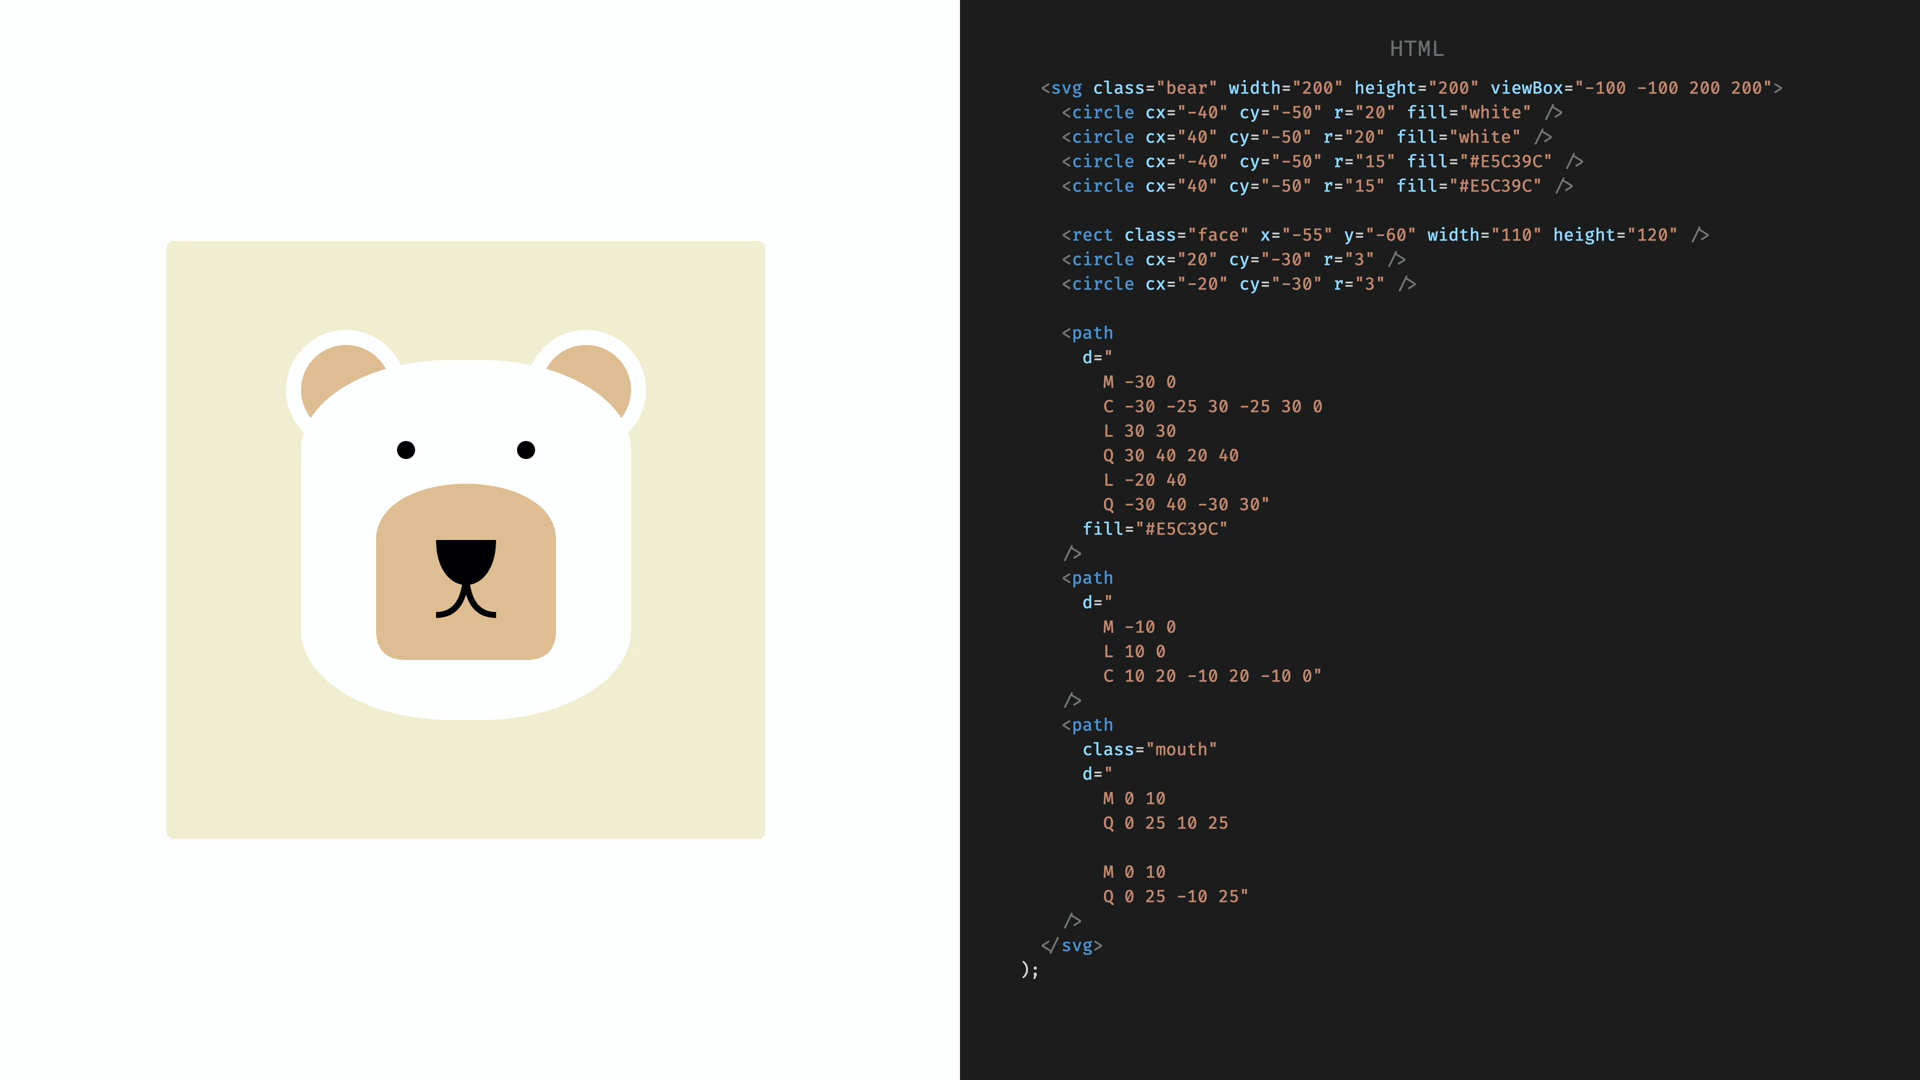 HTML
<svg class="bear" width="200" height="200" viewBox="-100 -100 200 200">
<circle cx="-40" cy="-50" r="20" fill="white" />
<circle cx="40" cy="-50" r="20" fill="white" />
<circle cx="-40" cy="-50" r="15" fill="#E5C39C" />
<circle cx="40" cy="-50" r="15" fill="#E5C39C" />
<rect class="face" x="-55" y="-60" width="110" height="120" />
<circle cx="20" cy="-30" r="3" />
<circle cx="-20" cy="-30" r="3" />
<path
d="
M -30 0
C -30 -25 30 -25 30 0
L 30 30
Q 30 40 20 40
L -20 40
Q -30 40 -30 30"
fill="#E5C39C"
/>
<path
d="
M -10 0
L 10 0
C 10 20 -10 20 -10 0"
/>
<path
class="mouth"
d="
M 0 10
Q 0 25 10 25
M 0 10
Q 0 25 -10 25"
/>
</svg>
);